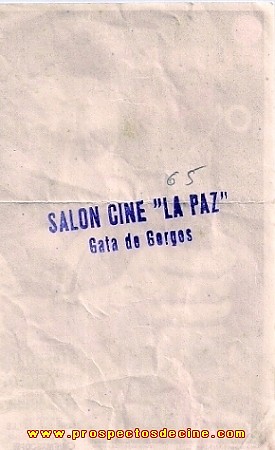 65
SALON CINE "LA PAZ"
Gata de Gorgos
www.prospectosdecine.com